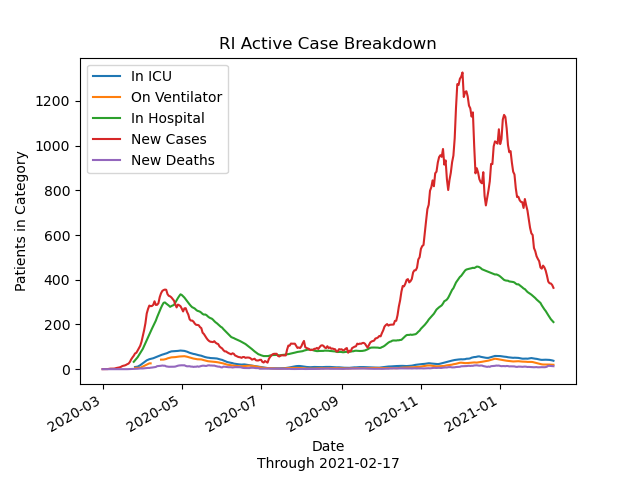 RI Active Case Breakdown
In ICU
On Ventilator
In Hospital
New Cases
New Deaths
Patients in Category
1200
1000
800
600
400
200
0
2020-03
2020-05
2020-07
2020-09
2020-11
2021-01
Date
Through 2021-02-17